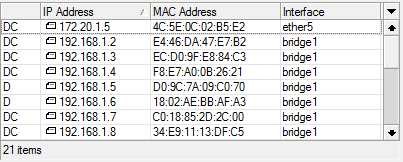 IP Address MAC Address Interface
DC 172.20.1.5 4C:5E:0C:02:B5:E2 ether5
DC 192.168.1.2 E4:46:DA:47:E7:B2 bridge1
DC 192.168.1.3 EC:D0:9F:E8:84:C3 bridge1
DC 192.168.1.4 F8:E7:A0:0B:26:21 bridge1
D 192.168.1.5 D0:9C:7A:09:C0:70 bridge1
D 192.168.1.6 18:02:AE:BB:AF:A3 bridge1
DC 192.168.1.7 C0:18:85:2D:2C:00 bridge1
DC 192.168.1.8 34:E9:11:13:DF:C5 bridge1
21 items